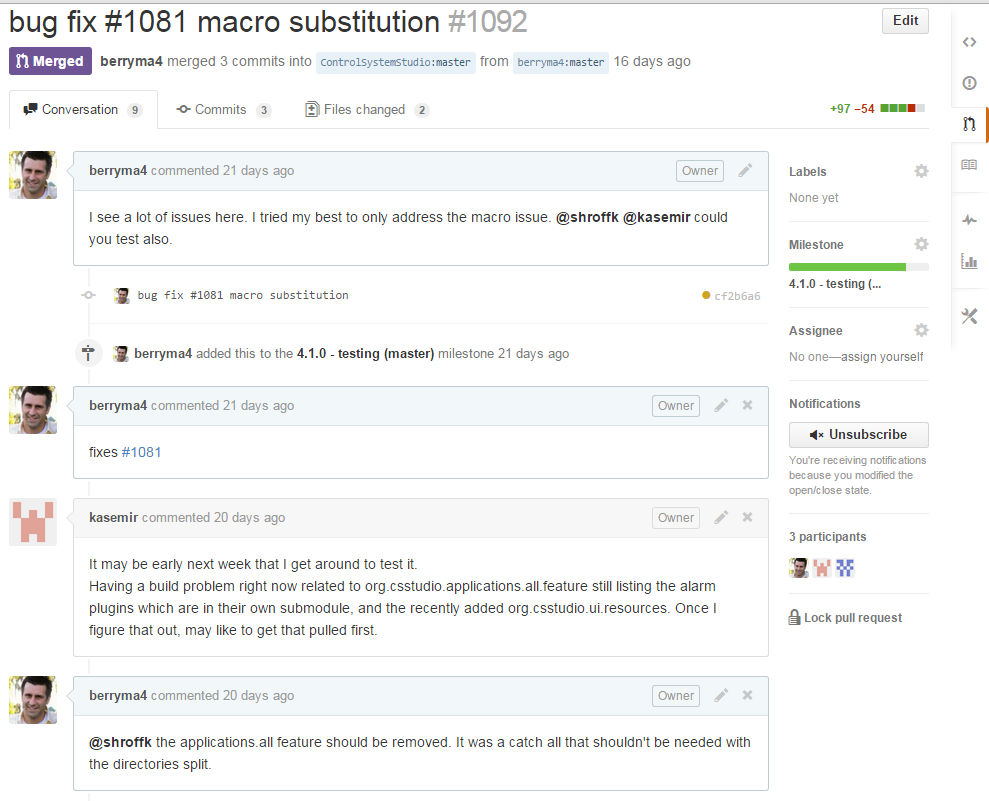 bug fix #1081 macro substitution #1092
Edit
Merged berryma4 merged 3 commits into ControlSystemStudio:master from berryma4:master 16 days ago
Conversation 9 Commits 3 Files changed 2 +97 −54
berryma4 commented 21 days ago Owner
I see a lot of issues here. I tried my best to only address the macro issue. @shroffk @kasemir could
you test also.
bug fix #1081 macro substitution cf2b6a6
berryma4 added this to the 4.1.0 - testing (master) milestone 21 days ago
berryma4 commented 21 days ago Owner
fixes #1081
kasemir commented 20 days ago Owner
It may be early next week that I get around to test it.
Having a build problem right now related to org.csstudio.applications.all.feature still listing the alarm
plugins which are in their own submodule, and the recently added org.csstudio.ui.resources. Once I
figure that out, may like to get that pulled first.
berryma4 commented 20 days ago Owner
@shroffk the applications.all feature should be removed. It was a catch all that shouldn't be needed with
the directories split.
Labels
None yet
Milestone
4.1.0 - testing (...
Assignee
No one—assign yourself
Notifications
Unsubscribe
You're receiving notifications
because you modified the
open/close state.
3 participants
Lock pull request